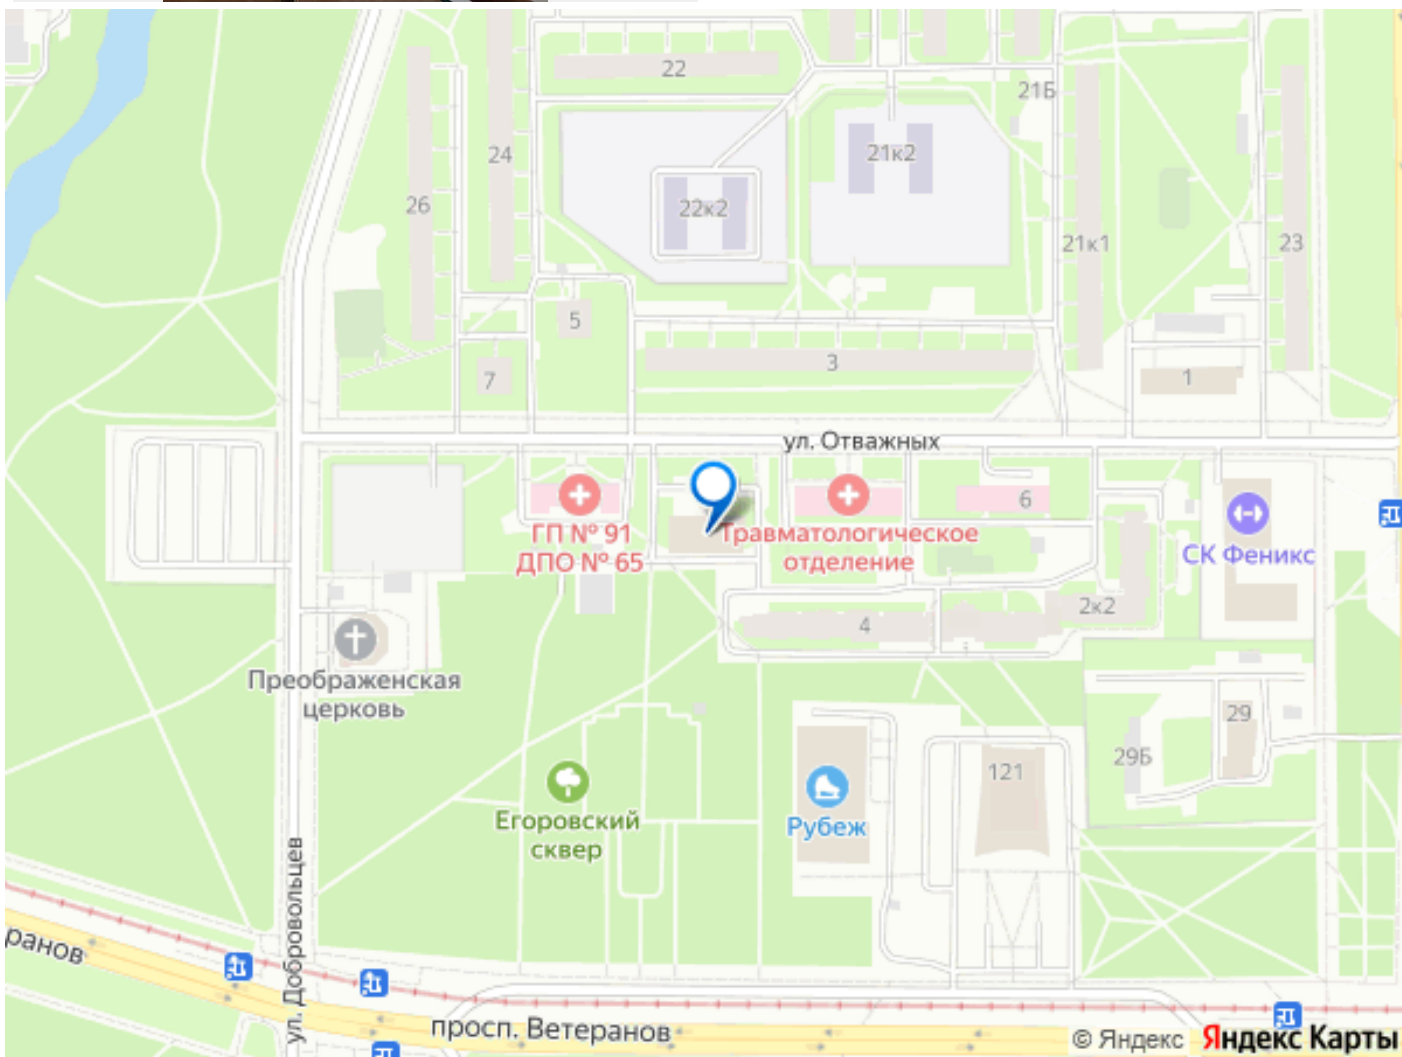 22
21Б
24
21к2
26
22к2
21к1
23
5
3
7
1
ул. Отважных
6
ГП № 91
ДПО № 65
Травматологическое
отделение
СК Феникс
2к2
4
Преображенская
церковь
29
29Б
121
Егоровский
сквер
Рубеж
ул. Добровольцев
ранов
просп. Ветеранов
© Яндекс Яндекс Карты